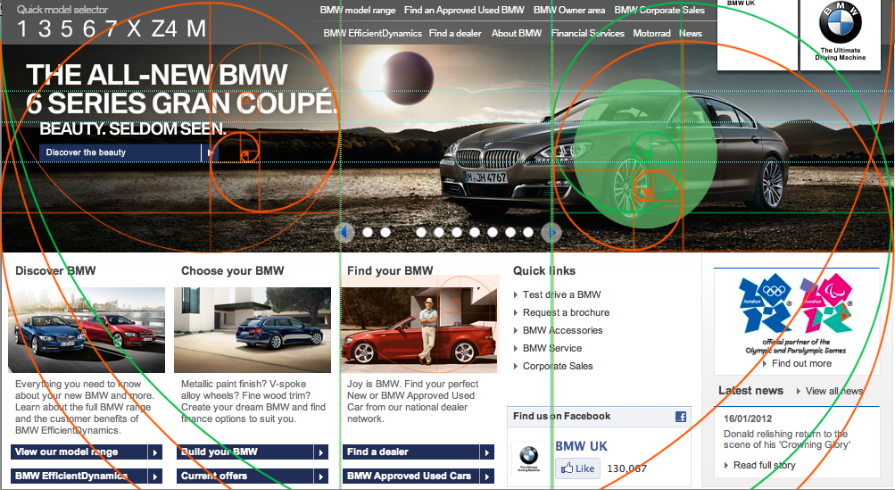 Quick model selector
1 3 5 6 7 X Z4 M
BMW model range Find an Approved Used BMW BMW Owner area BMW Corporate Sales
BMW EfficientDynamics Find a dealer About BMW Financial Services Motorrad News
BMW UK
BMW
The Ultimate
Driving Machine
THE ALL-NEW BMW
6 SERIES GRAN COUPÉ.
BEAUTY. SELDOM SEEN.
Discover the beauty
M·JH 4767
Discover BMW
Everything you need to know
about your new BMW and more.
Learn about the full BMW range
and the customer benefits of
BMW EfficientDynamics.
View our model range
BMW EfficientDynamics
Choose your BMW
Metallic paint finish? V-spoke
alloy wheels? Fine wood trim?
Create your dream BMW and find
finance options to suit you.
Build your BMW
Current offers
Find your BMW
Joy is BMW. Find your perfect
New or BMW Approved Used
Car from our national dealer
network.
Find a dealer
BMW Approved Used Cars
Quick links
Test drive a BMW
Request a brochure
BMW Accessories
BMW Service
Corporate Sales
Find us on Facebook
BMW UK
Like 130,067
london
official partner of the
Olympic and Paralympic Games
Find out more
Latest news View all news
16/01/2012
Donald relishing return to the
scene of his 'Crowning Glory'
Read full story